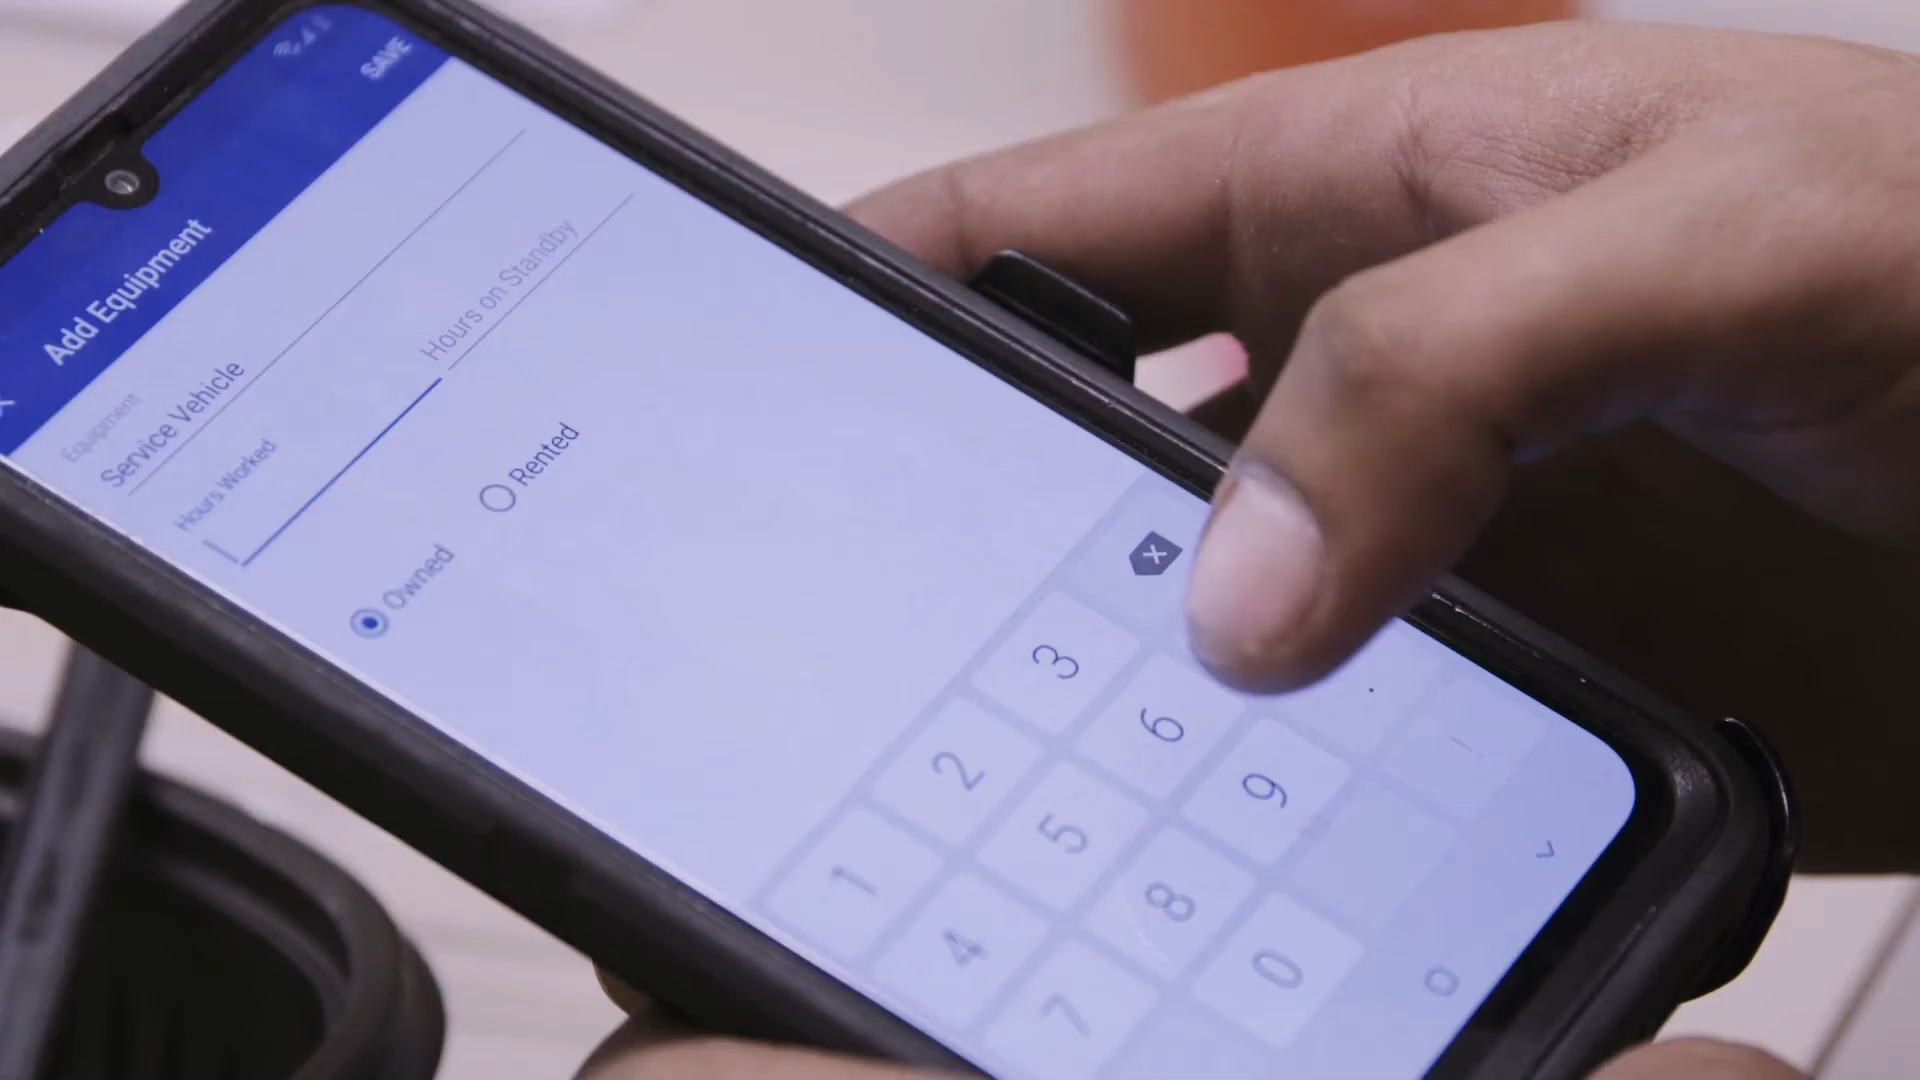 SAVE
Add Equipment
Equipment
Service Vehicle
Hours Worked
Hours on Standby
Owned
Rented
1
2
3
4
5
6
7
8
9
.
0